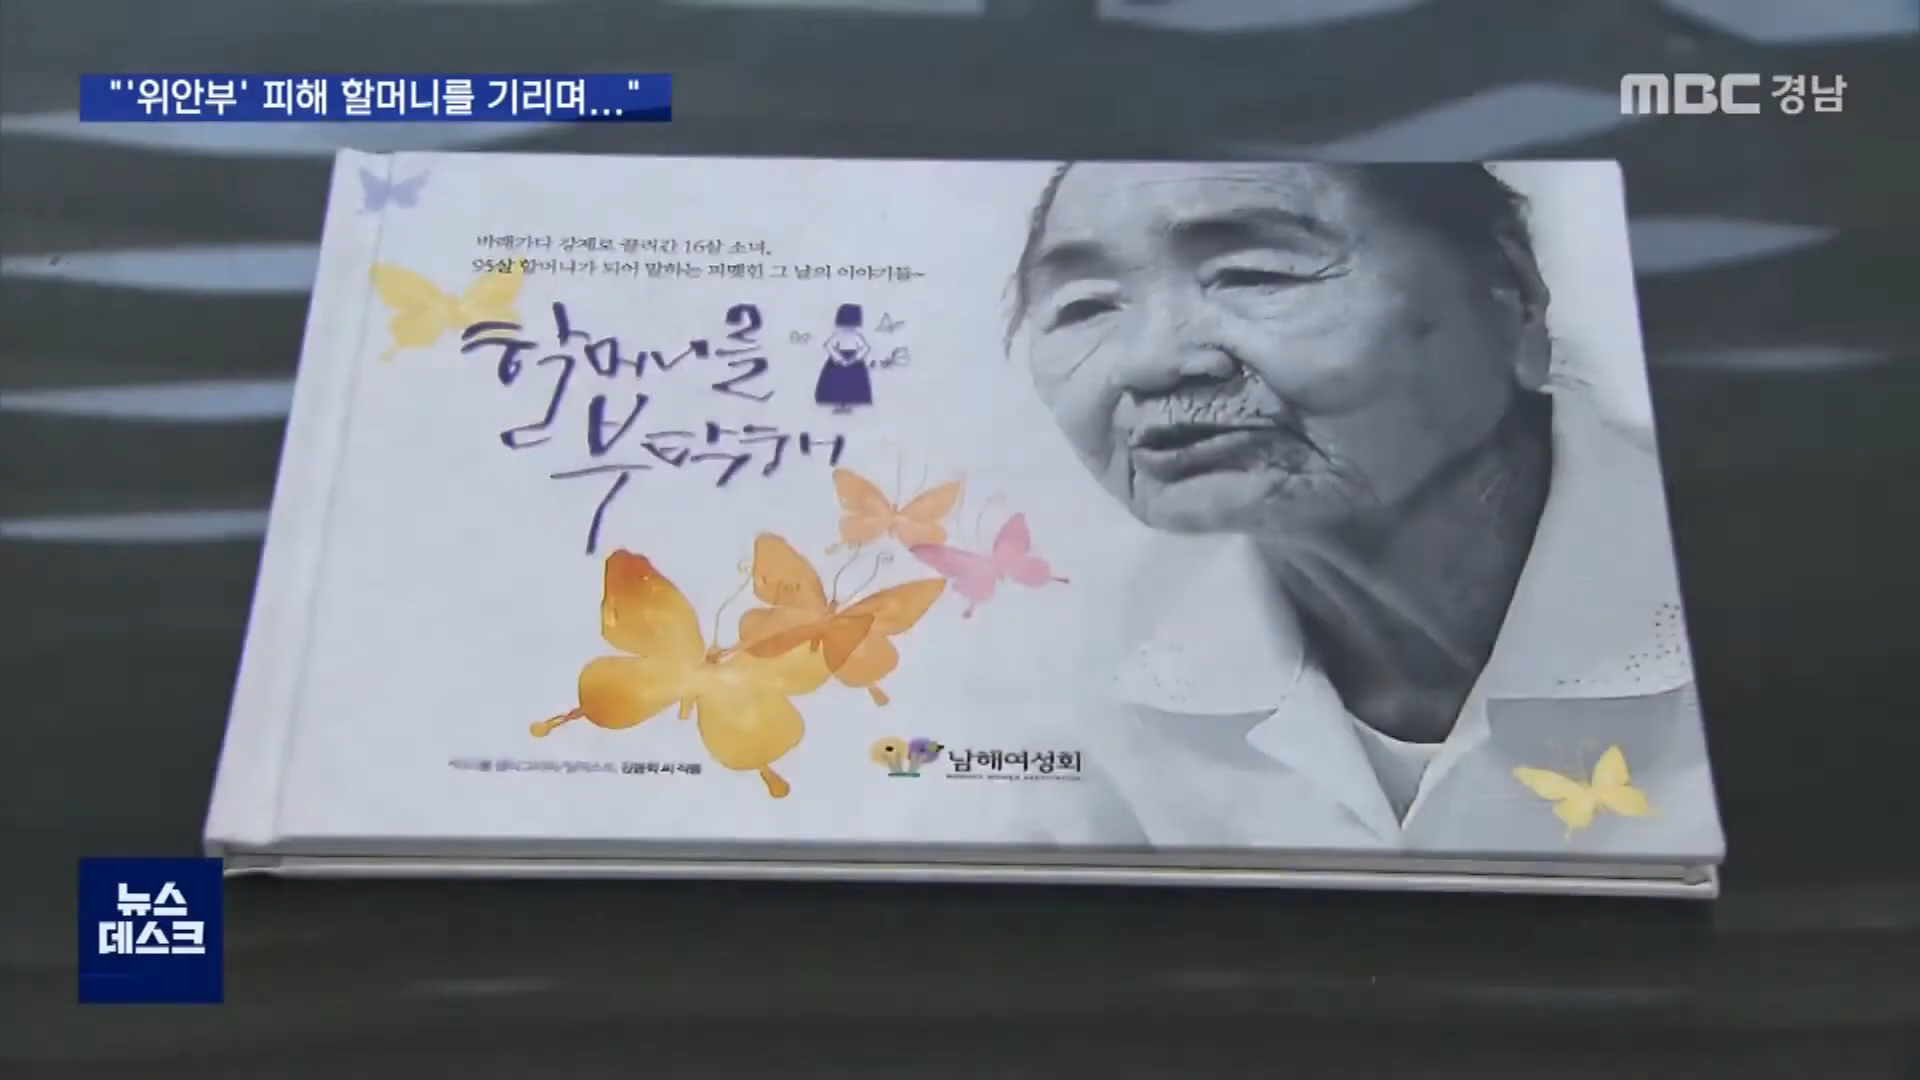 "'위안부' 피해 할머니를 기리며..."
MBC 경남
바래가다 강제로 끌려간 16살 소녀,
95살 할머니가 되어 말하는 피맺힌 그 날의 이야기들~
할머니를
부탁해
남해여성회
뉴스
데스크